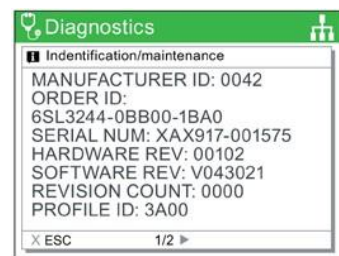 Diagnostics
Indentification/maintenance
MANUFACTURER ID: 0042
ORDER ID:
6SL3244-0BB00-1BA0
SERIAL NUM: XAX917-001575
HARDWARE REV: 00102
SOFTWARE REV: V043021
REVISION COUNT: 0000
PROFILE ID: 3A00
X ESC 1/2 ▶